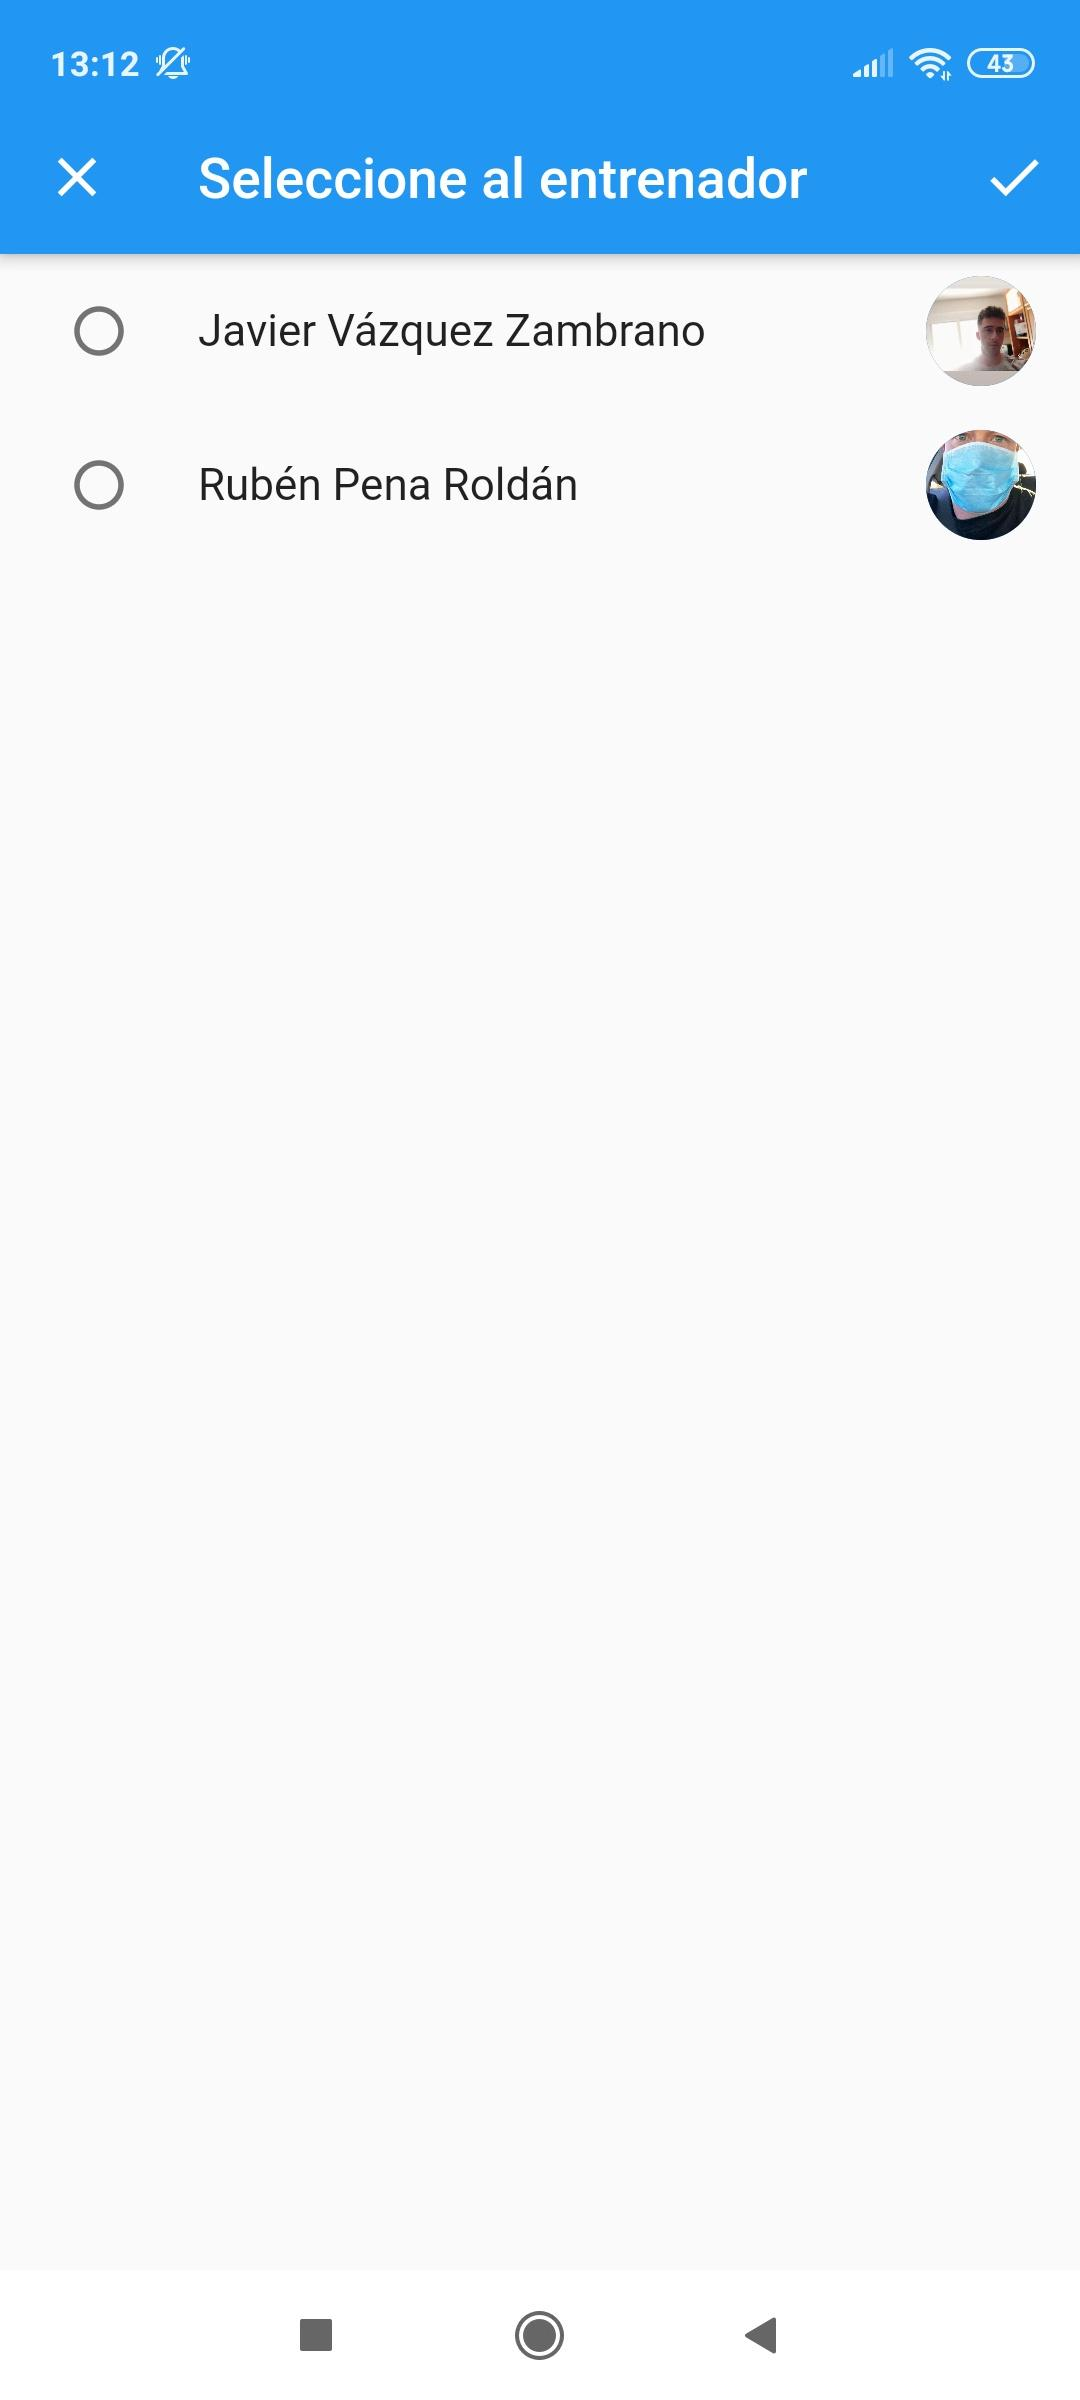 13:12
43
Seleccione al entrenador
Javier Vázquez Zambrano
Rubén Pena Roldán